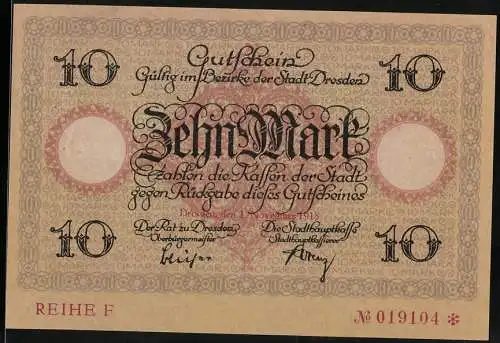 10 Gutschein 10
Gültig im Bezirke der Stadt Dresden
Zehn Mark
zahlen die Kassen der Stadt
gegen Rückgabe dieses Gutscheines
Dresden, den 1. November 1918
10 Der Rat zu Dresden Die Stadthauptkasse 10
Oberbürgermeister Stadthauptkassierer
REIHE F № 019104 *